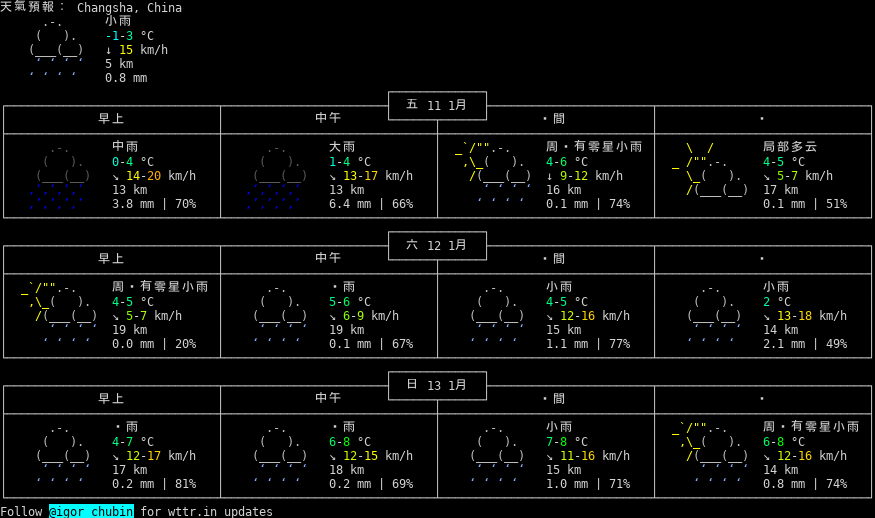 天氣預報： Changsha, China
小雨
-1-3 °C
↓ 15 km/h
5 km
0.8 mm
五 11 1月
早上 中午 ・間 ・
中雨 大雨 周・有零星小雨 局部多云
0-4 °C 1-4 °C 4-6 °C 4-5 °C
↘ 14-20 km/h ↘ 13-17 km/h ↓ 9-12 km/h ↘ 5-7 km/h
13 km 13 km 16 km 17 km
3.8 mm | 70% 6.4 mm | 66% 0.1 mm | 74% 0.1 mm | 51%
六 12 1月
早上 中午 ・間 ・
周・有零星小雨 ・雨 小雨 小雨
4-5 °C 5-6 °C 4-5 °C 2 °C
↘ 5-7 km/h ↘ 6-9 km/h ↘ 12-16 km/h ↘ 13-18 km/h
19 km 19 km 15 km 14 km
0.0 mm | 20% 0.1 mm | 67% 1.1 mm | 77% 2.1 mm | 49%
日 13 1月
早上 中午 ・間 ・
・雨 ・雨 小雨 周・有零星小雨
4-7 °C 6-8 °C 7-8 °C 6-8 °C
↘ 12-17 km/h ↘ 12-15 km/h ↘ 11-16 km/h ↘ 12-16 km/h
17 km 18 km 15 km 14 km
0.2 mm | 81% 0.2 mm | 69% 1.0 mm | 71% 0.8 mm | 74%
Follow @igor_chubin for wttr.in updates